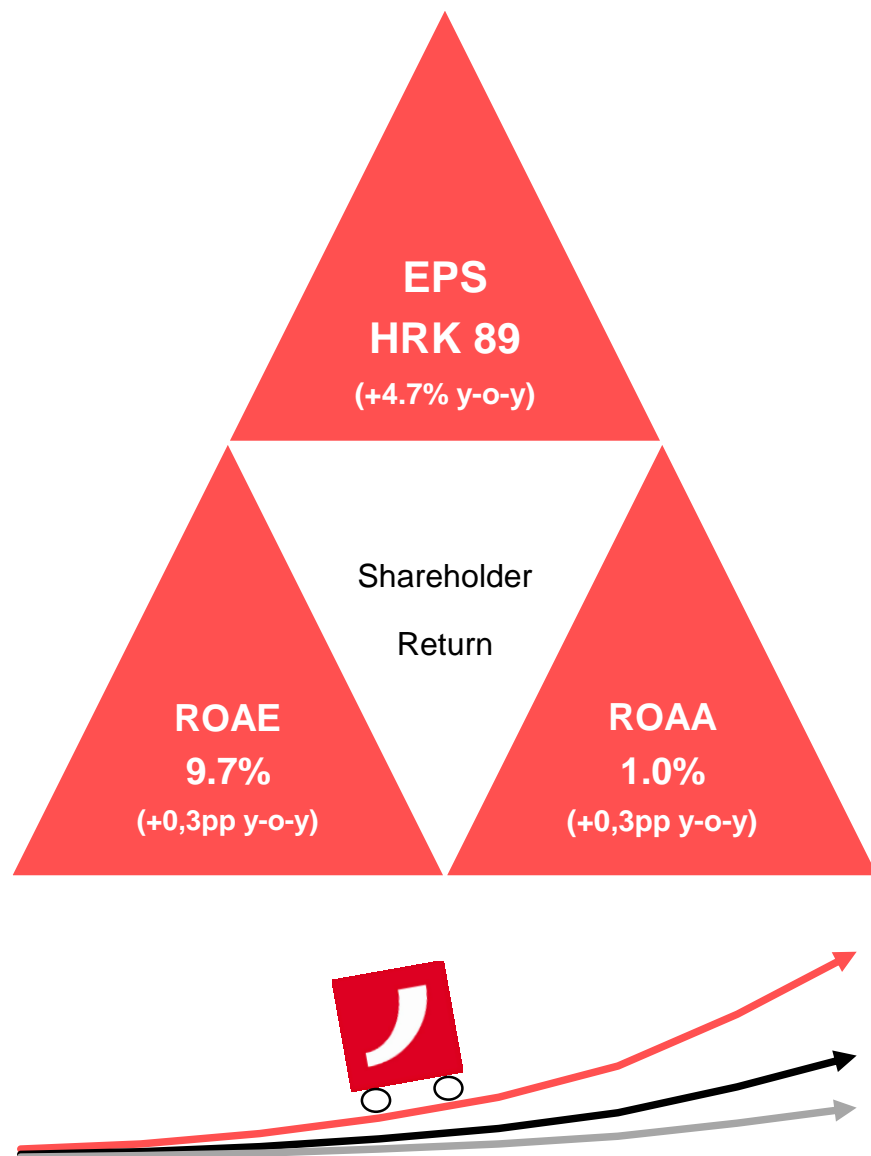 EPS
HRK 89
(+4.7% y-o-y)
Shareholder
Return
ROAE
9.7%
(+0,3pp y-o-y)
ROAA
1.0%
(+0,3pp y-o-y)